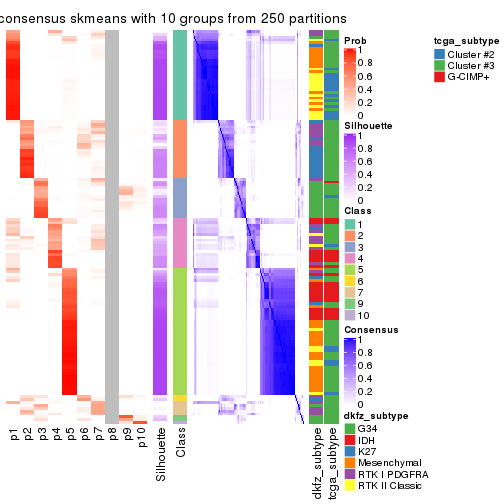 consensus skmeans with 10 groups from 250 partitions
Prob
1
0.8
0.6
0.4
0.2
0
Silhouette
1
0.8
0.6
0.4
0.2
0
Class
1
2
3
4
5
6
7
9
10
Consensus
1
0.8
0.6
0.4
0.2
0
dkfz_subtype
G34
IDH
K27
Mesenchymal
RTK I PDGFRA
RTK II Classic
tcga_subtype
Cluster #2
Cluster #3
G-CIMP+
p1
p2
p3
p4
p5
p6
p7
p8
p9
p10
Silhouette
Class
dkfz_subtype
tcga_subtype